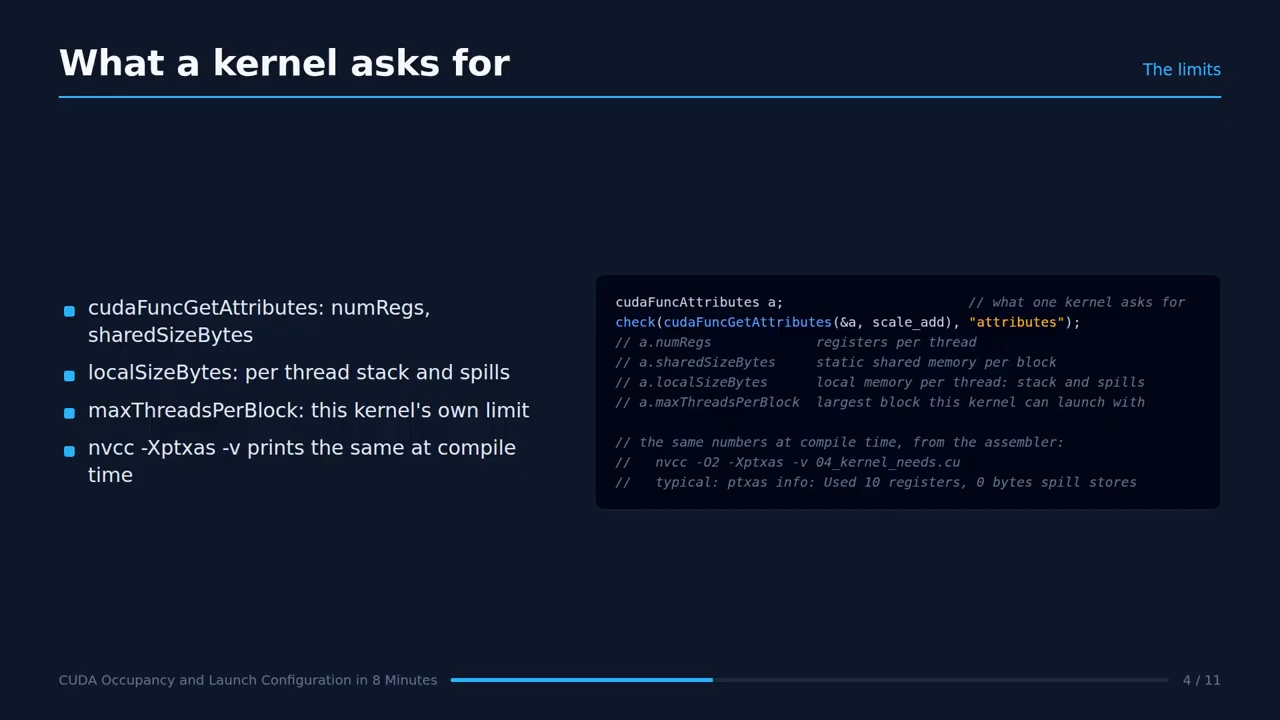 What a kernel asks for
The limits
cudaFuncGetAttributes: numRegs,
sharedSizeBytes
localSizeBytes: per thread stack and spills
maxThreadsPerBlock: this kernel's own limit
nvcc -Xptxas -v prints the same at compile
time
cudaFuncAttributes a;                       // what one kernel asks for
check(cudaFuncGetAttributes(&a, scale_add), "attributes");
// a.numRegs             registers per thread
// a.sharedSizeBytes     static shared memory per block
// a.localSizeBytes      local memory per thread: stack and spills
// a.maxThreadsPerBlock  largest block this kernel can launch with
// the same numbers at compile time, from the assembler:
//   nvcc -O2 -Xptxas -v 04_kernel_needs.cu
//   typical: ptxas info: Used 10 registers, 0 bytes spill stores
CUDA Occupancy and Launch Configuration in 8 Minutes
4 / 11